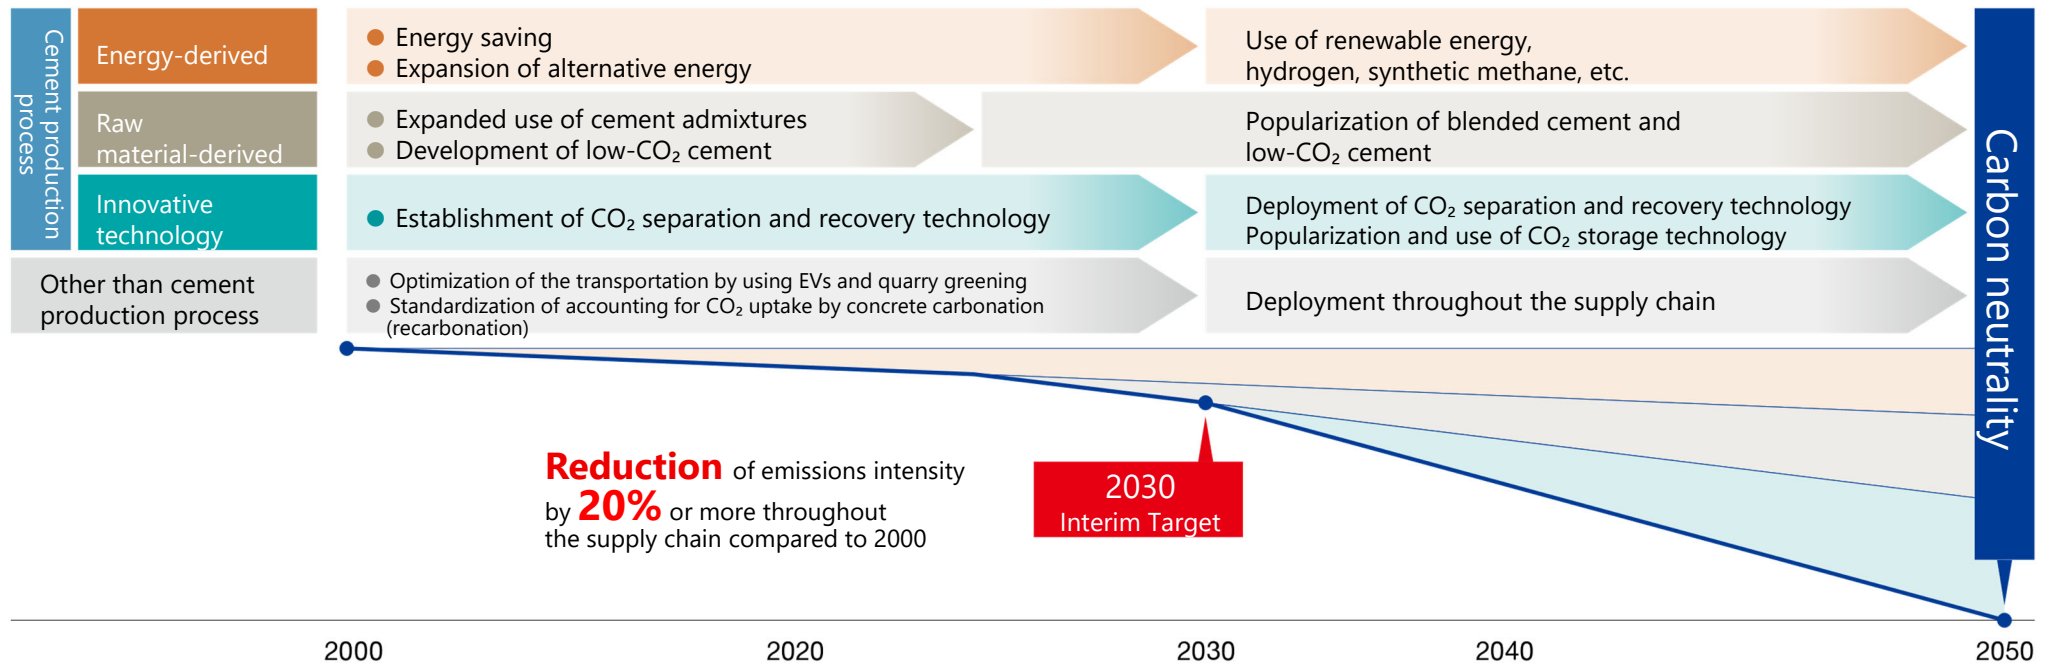 Cement production
process
Energy-derived
Energy saving
Expansion of alternative energy
Use of renewable energy,
hydrogen, synthetic methane, etc.
Raw
material-derived
Expanded use of cement admixtures
Development of low-CO₂ cement
Popularization of blended cement and
low-CO₂ cement
Innovative
technology
Establishment of CO₂ separation and recovery technology
Deployment of CO₂ separation and recovery technology
Popularization and use of CO₂ storage technology
Other than cement
production process
Optimization of the transportation by using EVs and quarry greening
Standardization of accounting for CO₂ uptake by concrete carbonation
(recarbonation)
Deployment throughout the supply chain
Carbon neutrality
Reduction of emissions intensity
by 20% or more throughout
the supply chain compared to 2000
2030
Interim Target
2000
2020
2030
2040
2050